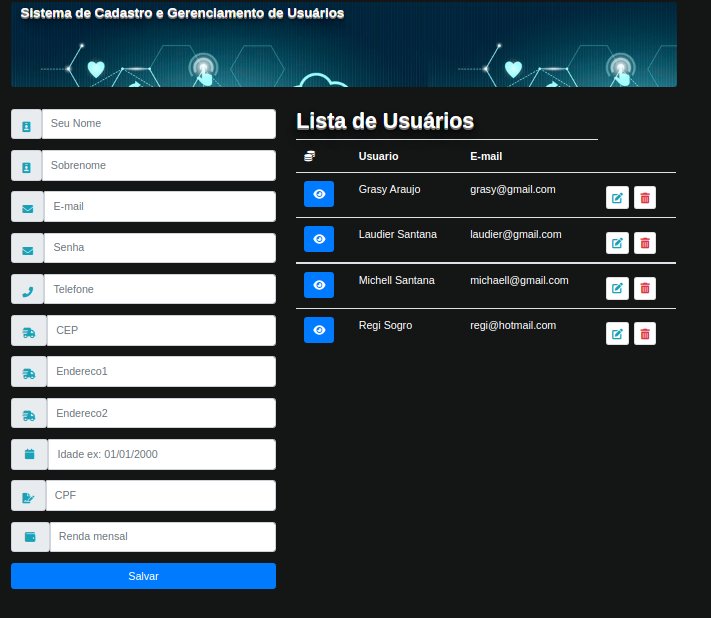 Sistema de Cadastro e Gerenciamento de Usuários
Seu Nome
Sobrenome
E-mail
Senha
Telefone
CEP
Endereco1
Endereco2
Idade ex: 01/01/2000
CPF
Renda mensal
Salvar
Lista de Usuários
Usuario E-mail
Grasy Araujo grasy@gmail.com
Laudier Santana laudier@gmail.com
Michell Santana michaell@gmail.com
Regi Sogro regi@hotmail.com